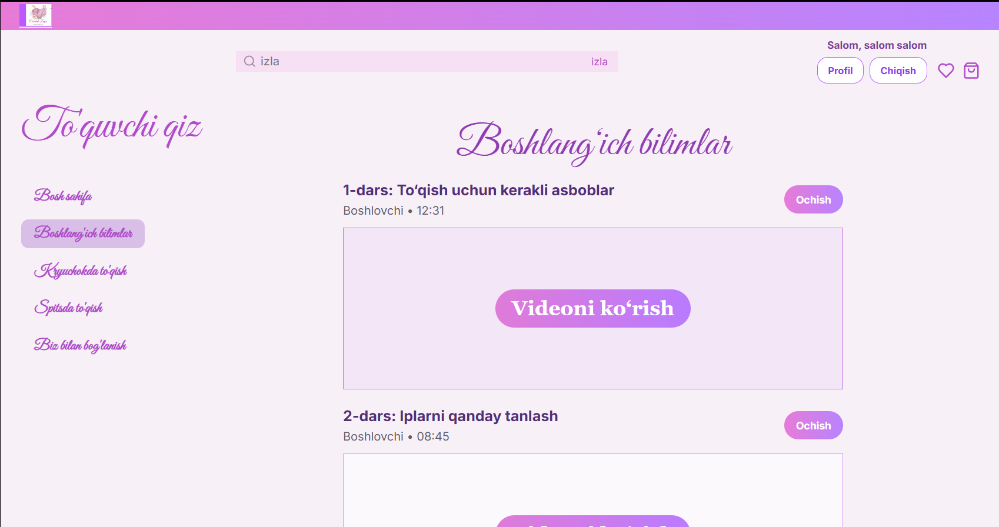 Salom, salom salom
izla
izla
Profil
Chiqish
To'quvchi qiz
Boshlang‘ich bilimlar
Bosh sahifa
Boshlang'ich bilimlar
Kryuchokda to'qish
Spitsda to'qish
Biz bilan bog'lanish
1-dars: To‘qish uchun kerakli asboblar
Boshlovchi • 12:31
Ochish
Videoni ko‘rish
2-dars: Iplarni qanday tanlash
Boshlovchi • 08:45
Ochish